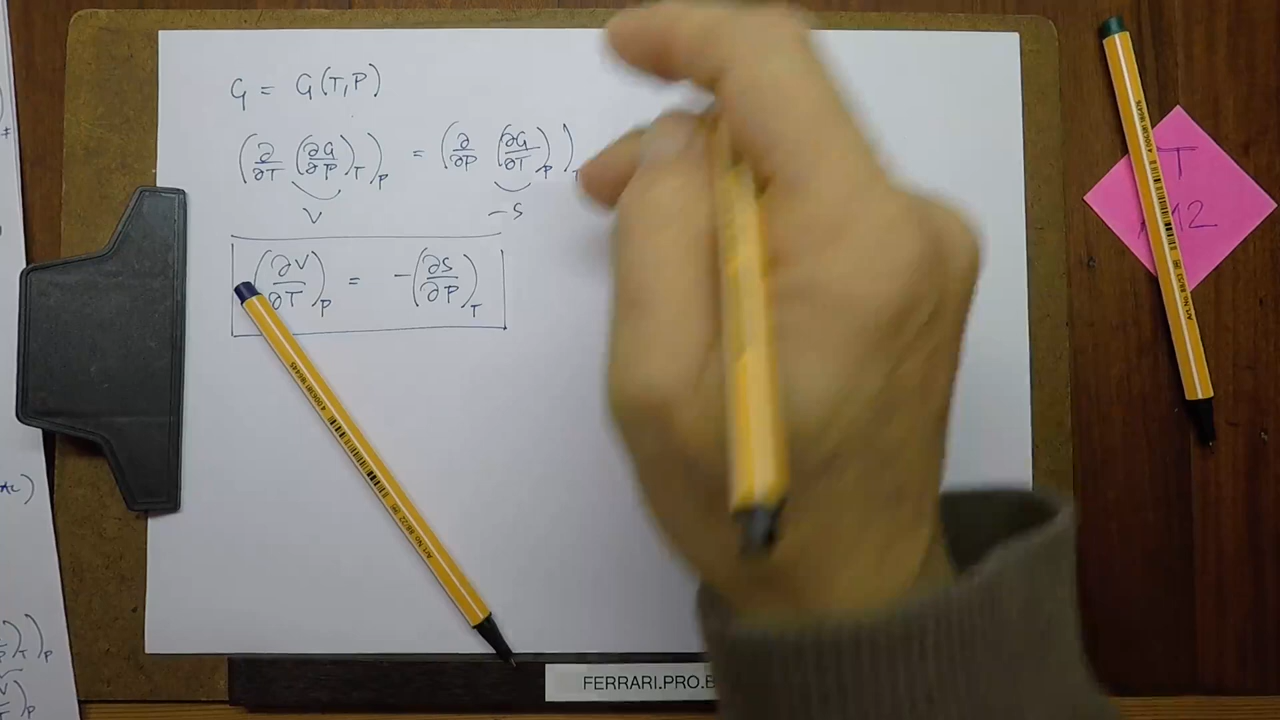 G = G(T,P)
(∂/∂T (∂G/∂P)_T)_P = (∂/∂P (∂G/∂T)_P)_T
V -S
(∂V/∂T)_P = -(∂S/∂P)_T
T
FERRARI.PRO.B